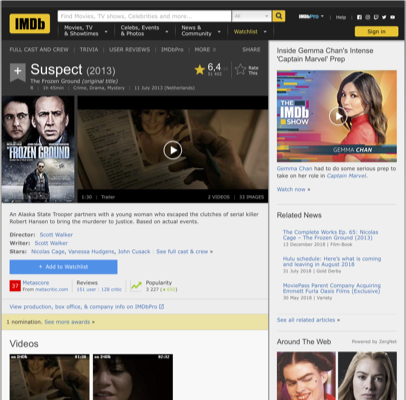 IMDb
Find Movies, TV shows, Celebrities and more...
All
IMDbPro
Help
Movies, TV & Showtimes
Celebs, Events & Photos
News & Community
Watchlist
Sign in
FULL CAST AND CREW | TRIVIA | USER REVIEWS | IMDbPro | MORE
SHARE
Suspect (2013)
The Frozen Ground (original title)
R | 1h 45min | Crime, Drama, Mystery | 11 July 2013 (Netherlands)
6,4
Rate This
FROZEN GROUND
1:30 | Trailer
2 VIDEOS | 33 IMAGES
An Alaska State Trooper partners with a young woman who escaped the clutches of serial killer
Robert Hansen to bring the murderer to justice. Based on actual events.
Director: Scott Walker
Writer: Scott Walker
Stars: Nicolas Cage, Vanessa Hudgens, John Cusack | See full cast & crew »
+ Add to Watchlist
37
Metascore
From metacritic.com
Reviews
151 user | 128 critic
Popularity
3 227
View production, box office, & company info on IMDbPro
1 nomination. See more awards »
Videos
01:38
02:32
Inside Gemma Chan's Intense
'Captain Marvel' Prep
THE
IMDb
SHOW
GEMMA CHAN
Gemma Chan had to do some serious prep
to take on her role in Captain Marvel.
Watch now »
Related News
The Complete Works Ep. 65: Nicolas
Cage – The Frozen Ground (2013)
13 December 2018 | Film-Book
Hulu schedule: Here's what is coming
and leaving in August 2018
31 July 2018 | Gold Derby
MoviePass Parent Company Acquiring
Emmett Furla Oasis Films (Exclusive)
30 May 2018 | Variety
See all related articles »
Around The Web
Powered by ZergNet